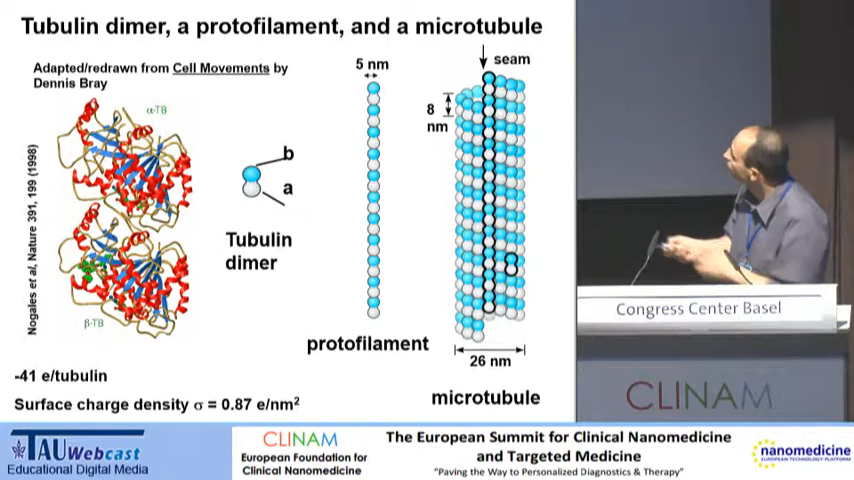 Tubulin dimer, a protofilament, and a microtubule
Adapted/redrawn from Cell Movements by
Dennis Bray
Nogales et al, Nature 391, 199 (1998)
α-TB
β-TB
b
a
Tubulin
dimer
5 nm
protofilament
seam
8
nm
26 nm
microtubule
-41 e/tubulin
Surface charge density σ = 0.87 e/nm²
Congress Center Basel
CLINAM
TAU Webcast
Educational Digital Media
CLINAM
European Foundation for
Clinical Nanomedicine
The European Summit for Clinical Nanomedicine
and Targeted Medicine
"Paving the Way to Personalized Diagnostics & Therapy"
nanomedicine
EUROPEAN TECHNOLOGY PLATFORM